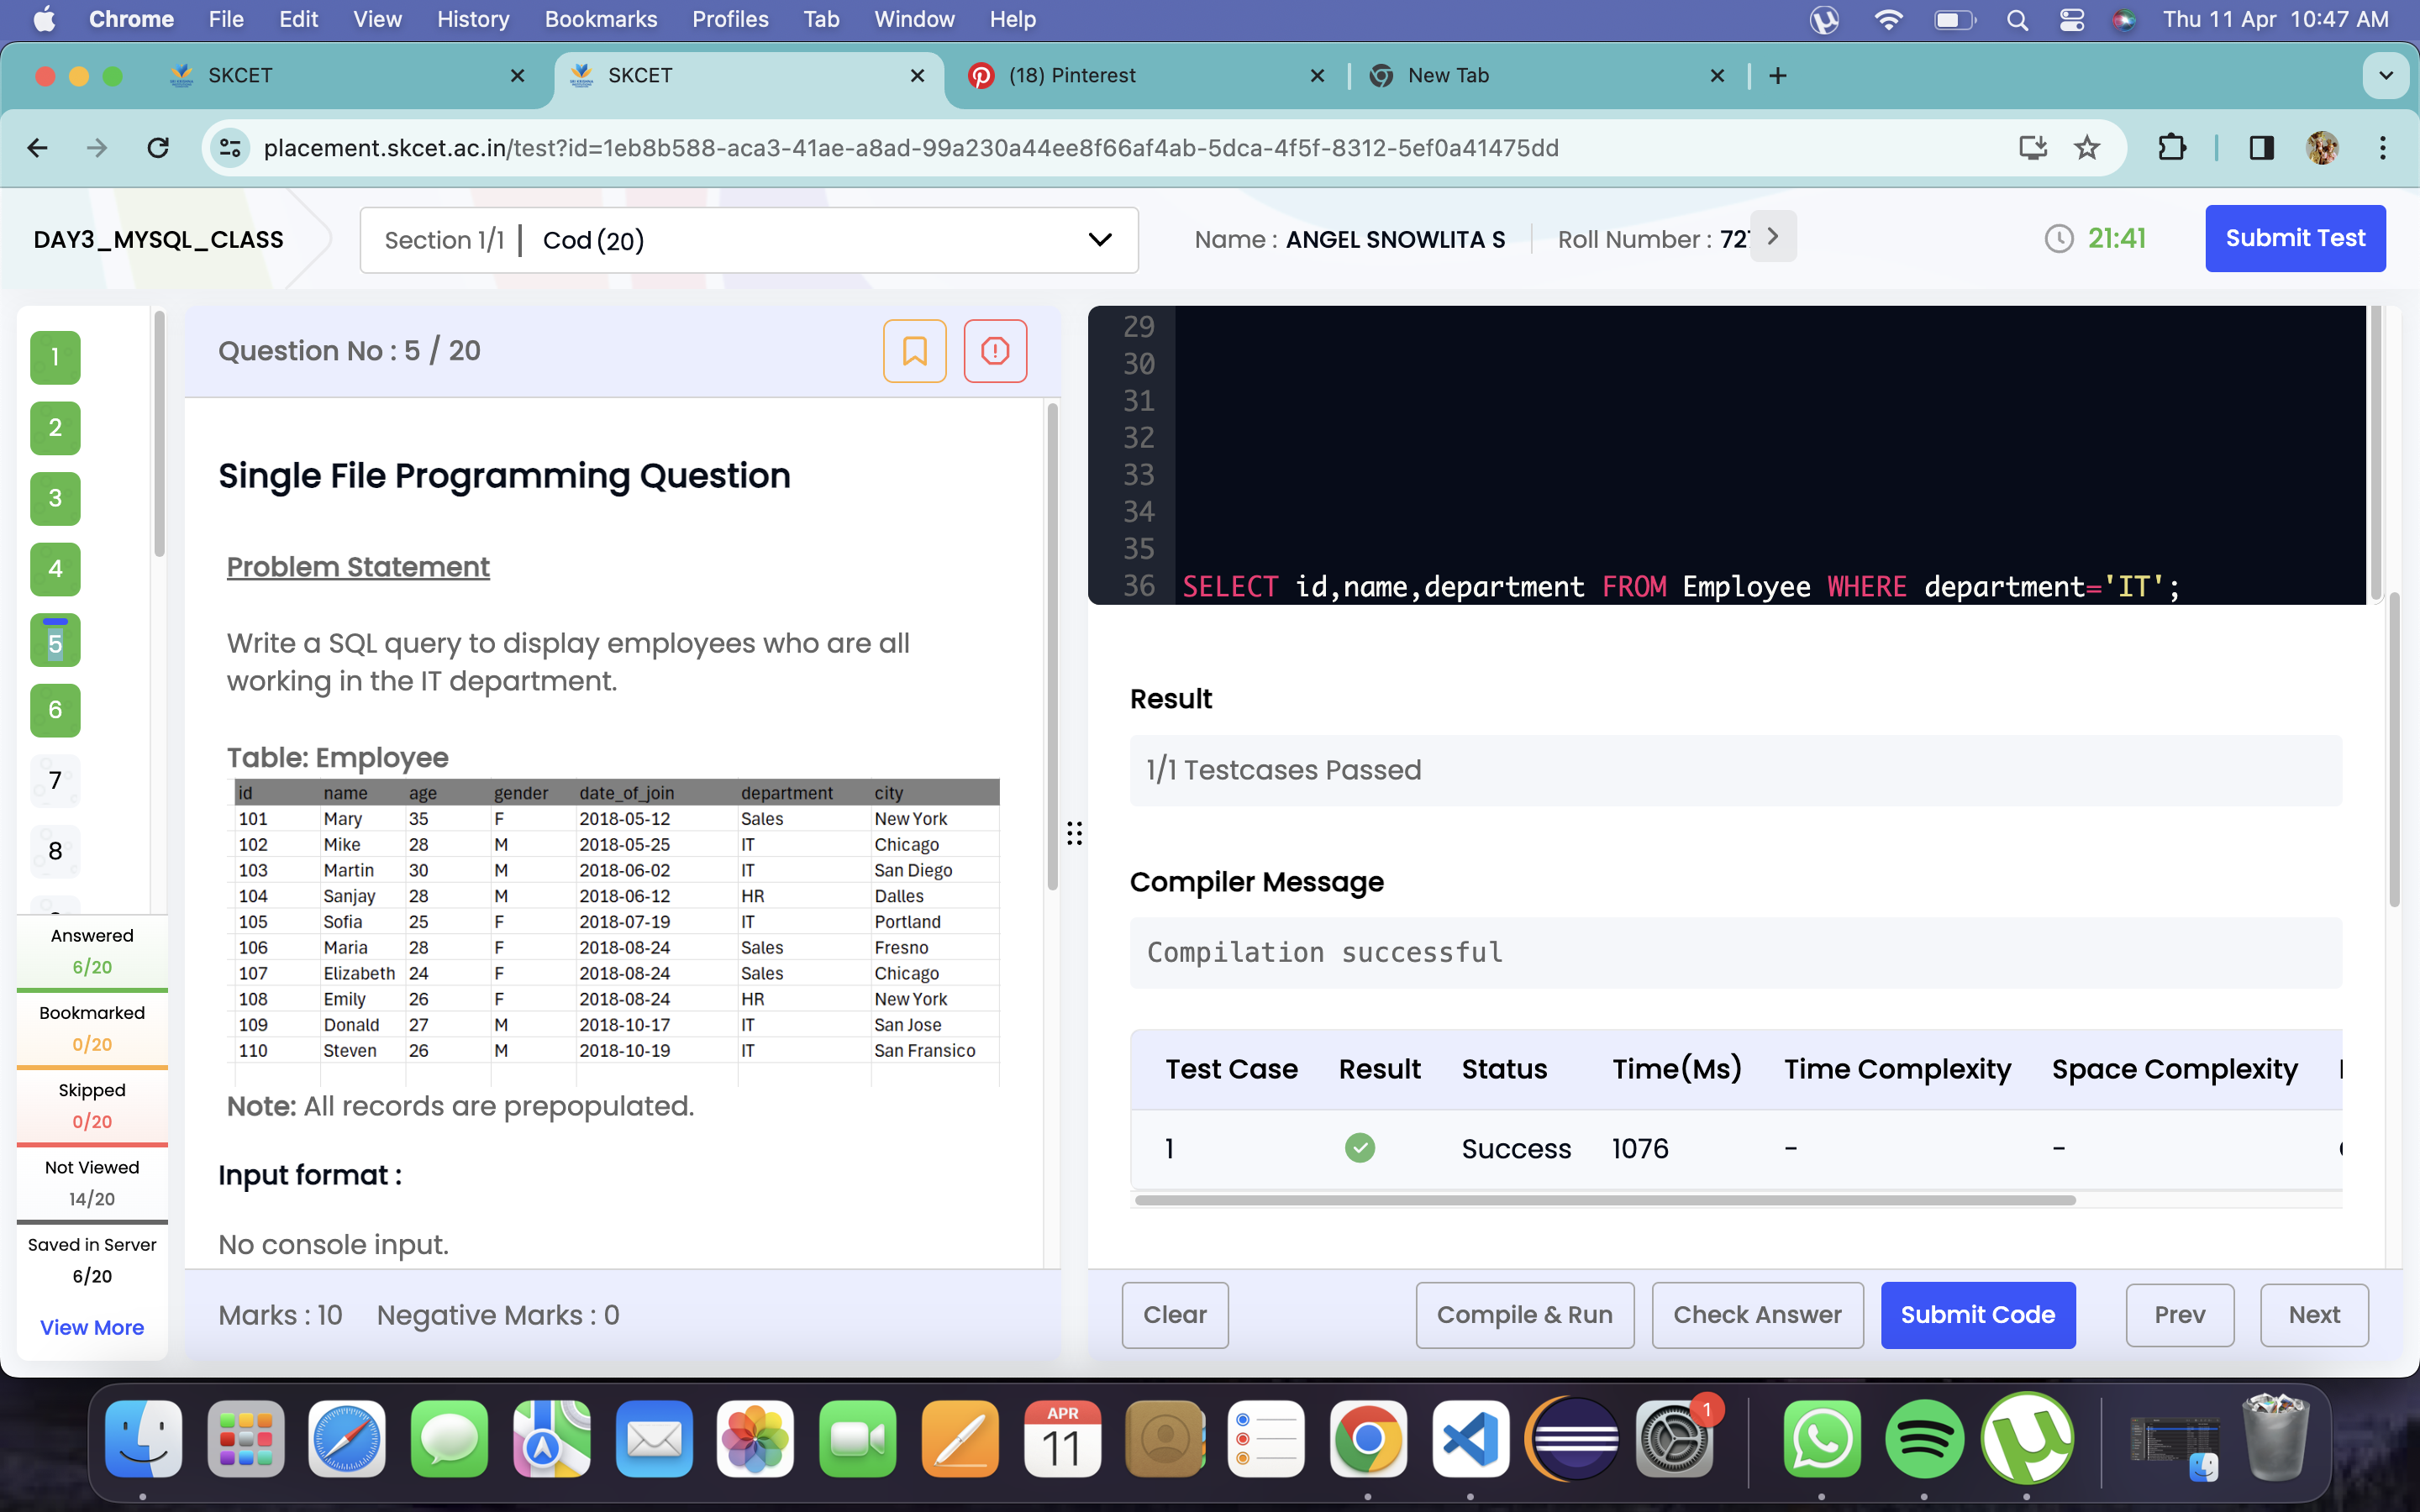 Chrome File Edit View History Bookmarks Profiles Tab Window Help Thu 11 Apr 10:47 AM
SKCET SKCET (18) Pinterest New Tab
placement.skcet.ac.in/test?id=1eb8b588-aca3-41ae-a8ad-99a230a44ee8f66af4ab-5dca-4f5f-8312-5ef0a41475dd
DAY3_MYSQL_CLASS Section 1/1 | Cod (20) Name : ANGEL SNOWLITA S Roll Number : 727 21:41 Submit Test
1
2
3
4
5
6
7
8
Answered
6/20
Bookmarked
0/20
Skipped
0/20
Not Viewed
14/20
Saved in Server
6/20
View More
Question No : 5 / 20
Single File Programming Question
Problem Statement
Write a SQL query to display employees who are all
working in the IT department.
Table: Employee
id name age gender date_of_join department city
101 Mary 35 F 2018-05-12 Sales New York
102 Mike 28 M 2018-05-25 IT Chicago
103 Martin 30 M 2018-06-02 IT San Diego
104 Sanjay 28 M 2018-06-12 HR Dalles
105 Sofia 25 F 2018-07-19 IT Portland
106 Maria 28 F 2018-08-24 Sales Fresno
107 Elizabeth 24 F 2018-08-24 Sales Chicago
108 Emily 26 F 2018-08-24 HR New York
109 Donald 27 M 2018-10-17 IT San Jose
110 Steven 26 M 2018-10-19 IT San Fransico
Note: All records are prepopulated.
Input format :
No console input.
Marks : 10 Negative Marks : 0
29
30
31
32
33
34
35
36 SELECT id,name,department FROM Employee WHERE department='IT';
Result
1/1 Testcases Passed
Compiler Message
Compilation successful
Test Case Result Status Time(Ms) Time Complexity Space Complexity
1 Success 1076 - -
Clear Compile & Run Check Answer Submit Code Prev Next
APR
11
1